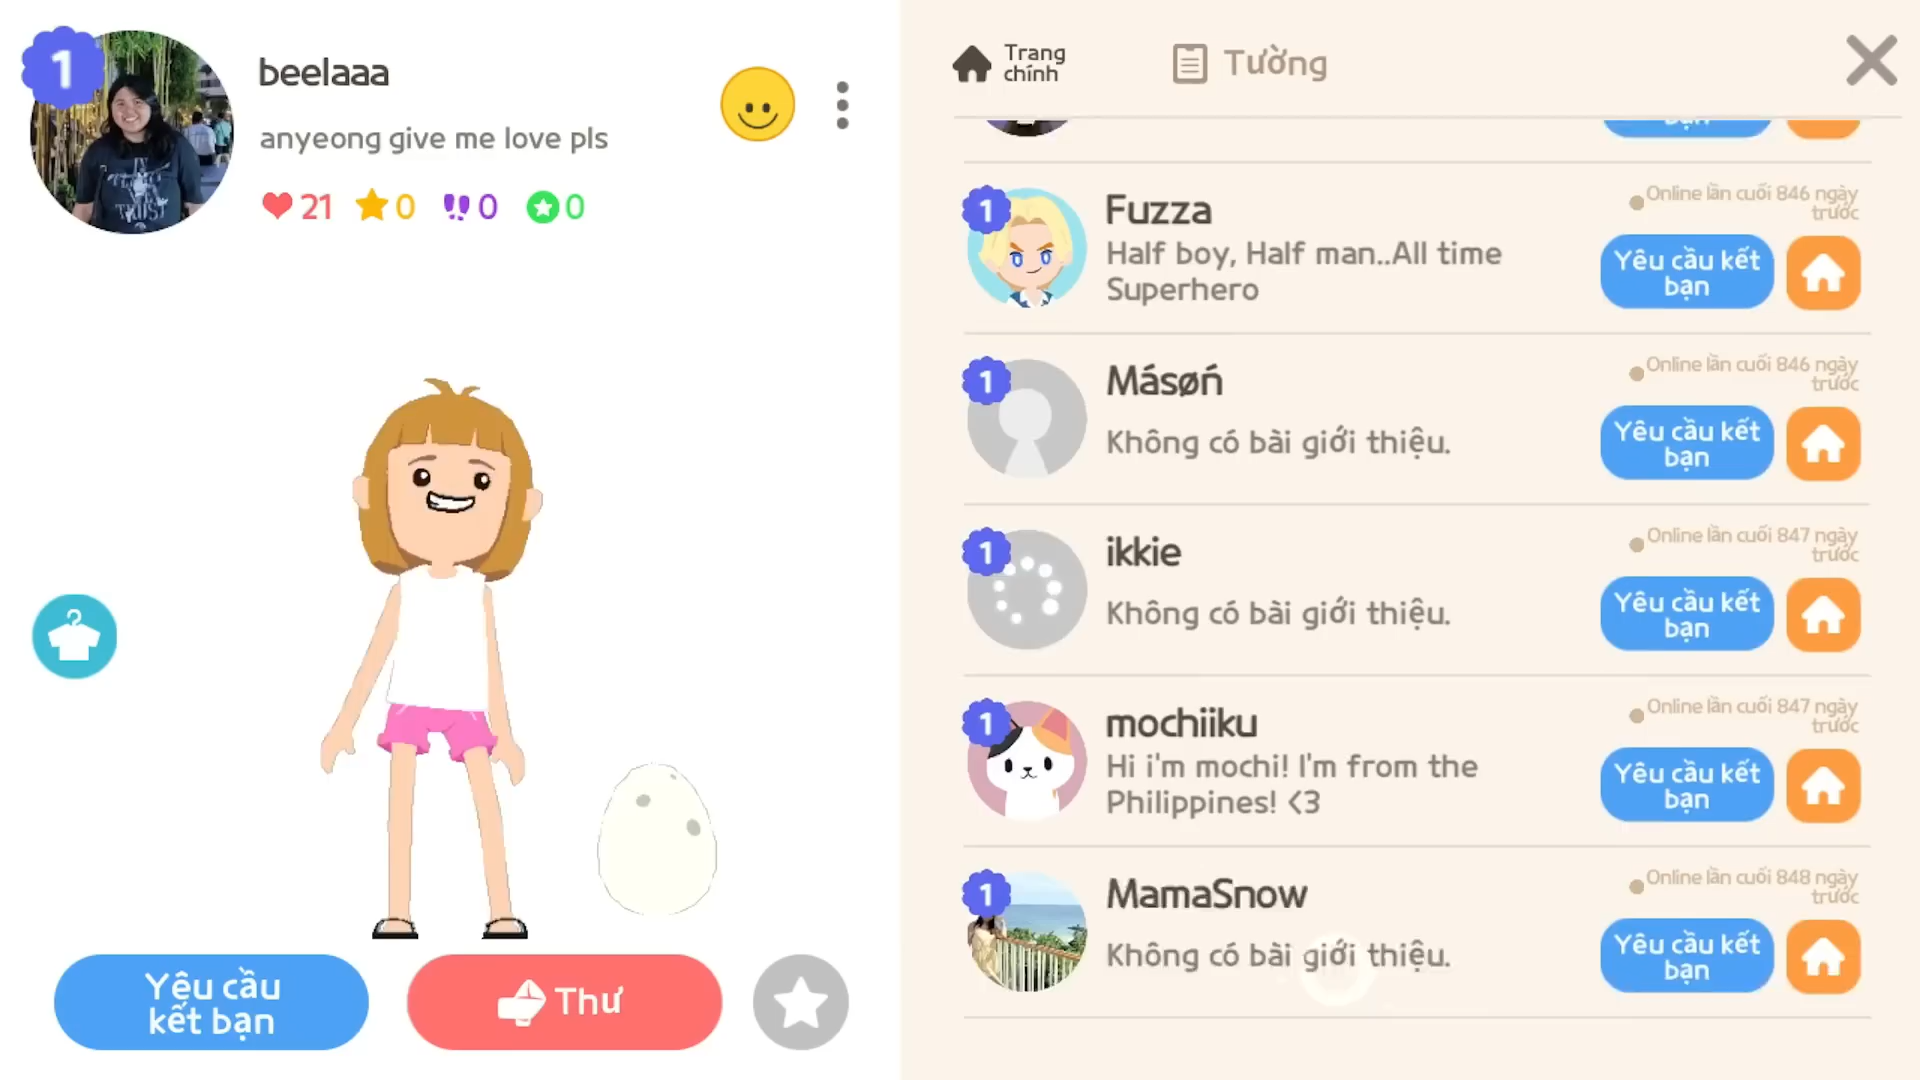 1
beelaaa
anyeong give me love pls
21
0
0
0
Yêu cầu
kết bạn
Thư
Trang
chính
Tường
bạn
1
Fuzza
Half boy, Half man..All time
Superhero
Online lần cuối 846 ngày
trước
Yêu cầu kết
bạn
1
Másøń
Không có bài giới thiệu.
Online lần cuối 846 ngày
trước
Yêu cầu kết
bạn
1
ikkie
Không có bài giới thiệu.
Online lần cuối 847 ngày
trước
Yêu cầu kết
bạn
1
mochiiku
Hi i'm mochi! I'm from the
Philippines! <3
Online lần cuối 847 ngày
trước
Yêu cầu kết
bạn
1
MamaSnow
Không có bài giới thiệu.
Online lần cuối 848 ngày
trước
Yêu cầu kết
bạn